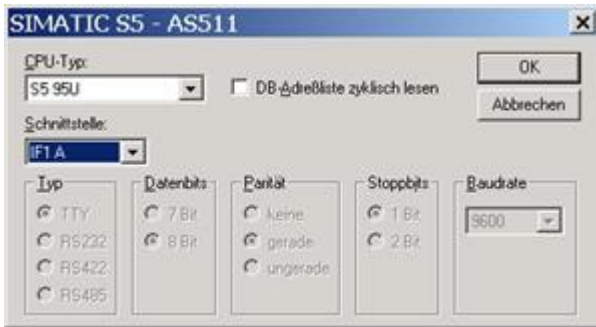 SIMATIC S5 - AS511
CPU-Typ:
S5 95U
DB-Adreßliste zyklisch lesen
OK
Abbrechen
Schnittstelle:
IF1 A
Typ
TTY
RS232
RS422
RS485
Datenbits
7 Bit
8 Bit
Parität
keine
gerade
ungerade
Stoppbits
1 Bit
2 Bit
Baudrate
9600